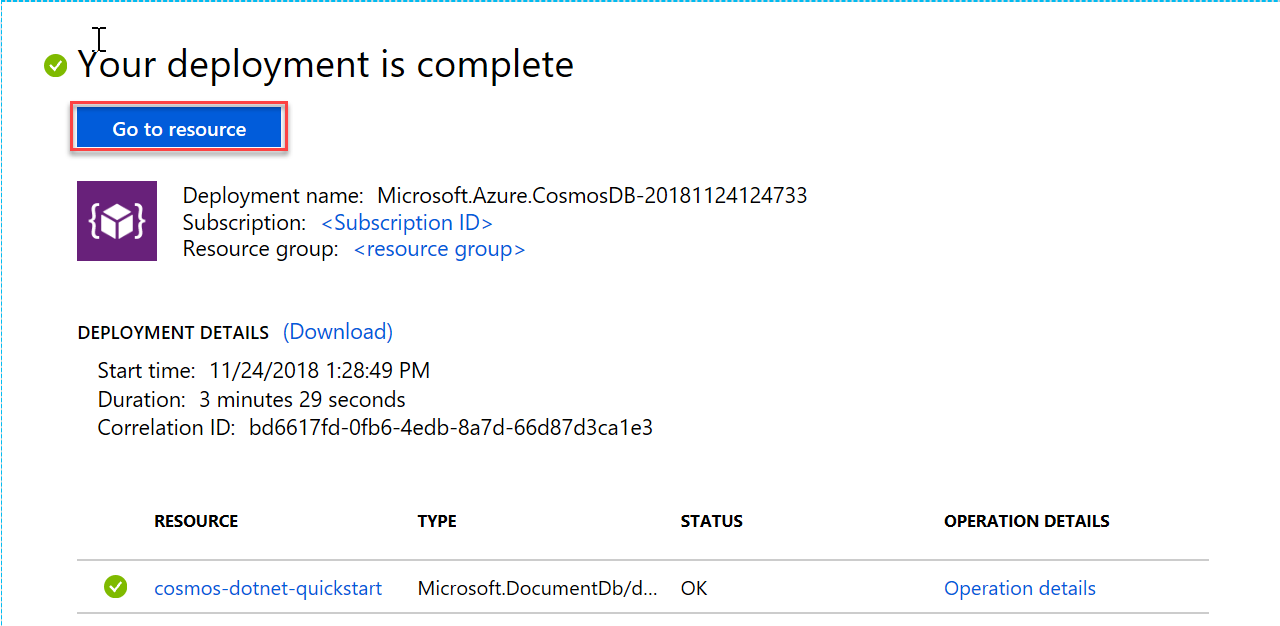 Your deployment is complete
Go to resource
Deployment name: Microsoft.Azure.CosmosDB-20181124124733
Subscription: <Subscription ID>
Resource group: <resource group>
DEPLOYMENT DETAILS (Download)
Start time: 11/24/2018 1:28:49 PM
Duration: 3 minutes 29 seconds
Correlation ID: bd6617fd-0fb6-4edb-8a7d-66d87d3ca1e3
RESOURCE TYPE STATUS OPERATION DETAILS
cosmos-dotnet-quickstart Microsoft.DocumentDb/d... OK Operation details